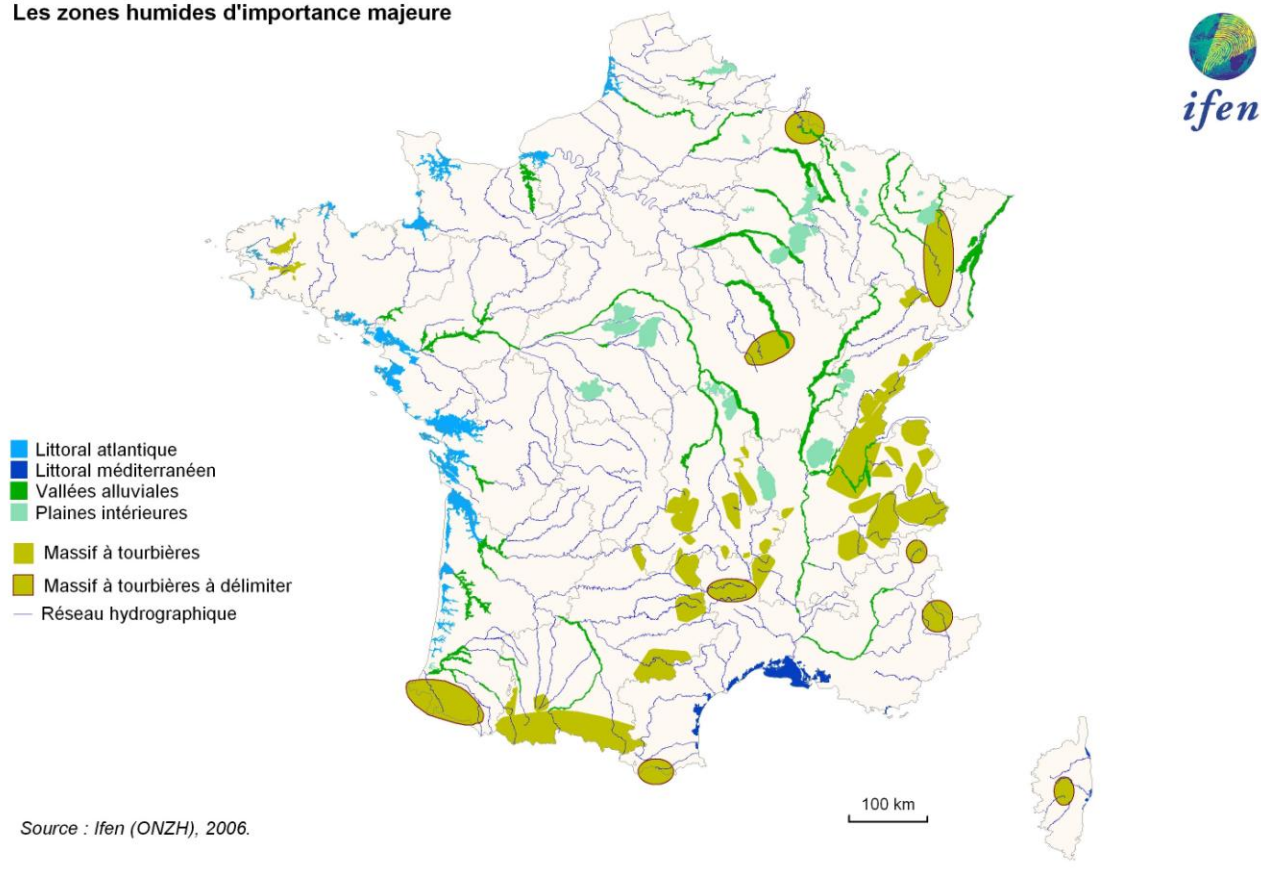 Les zones humides d'importance majeure
ifen
Littoral atlantique
Littoral méditerranéen
Vallées alluviales
Plaines intérieures
Massif à tourbières
Massif à tourbières à délimiter
Réseau hydrographique
100 km
Source : Ifen (ONZH), 2006.